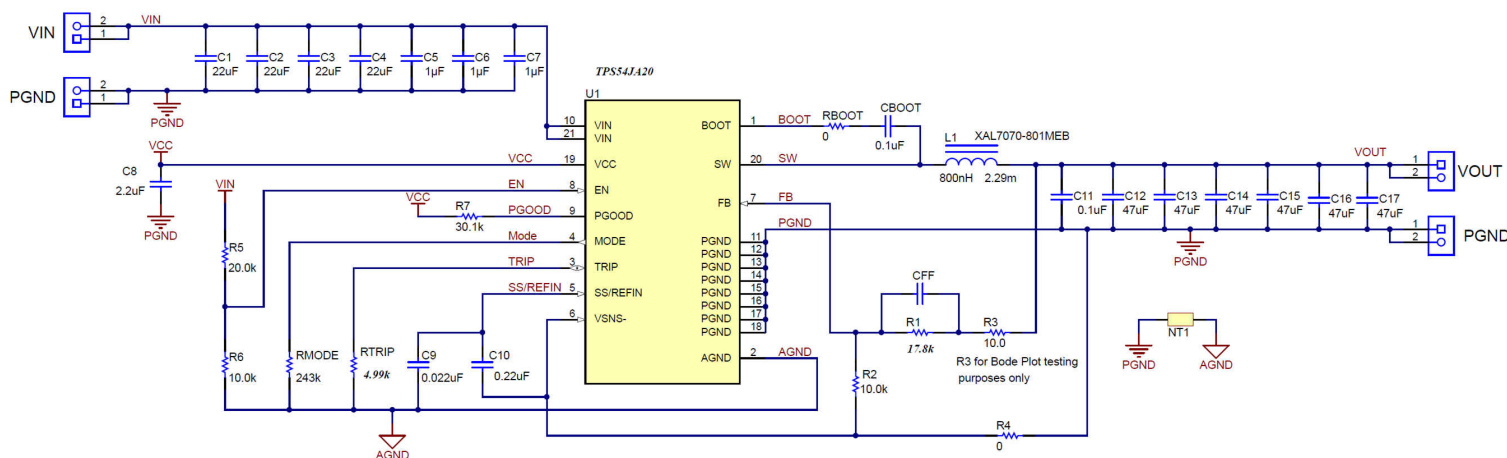 VIN
2
1
VIN
PGND
2
1
PGND
C1
22uF
C2
22uF
C3
22uF
C4
22uF
C5
1µF
C6
1µF
C7
1µF
TPS54JA20
U1
10 VIN
21 VIN
19 VCC
8 EN
9 PGOOD
4 MODE
3 TRIP
5 SS/REFIN
6 VSNS-
BOOT 1
SW 20
FB 7
PGND 11
PGND 12
PGND 13
PGND 14
PGND 15
PGND 16
PGND 17
PGND 18
AGND 2
VCC
VCC
C8
2.2uF
PGND
VIN
EN
VCC
R7
30.1k
PGOOD
Mode
TRIP
SS/REFIN
R5
20.0k
R6
10.0k
RMODE
243k
RTRIP
4.99k
C9
0.022uF
C10
0.22uF
AGND
BOOT
RBOOT
0
CBOOT
0.1uF
SW
L1 XAL7070-801MEB
800nH 2.29m
FB
PGND
AGND
CFF
R1
17.8k
R3
10.0
R3 for Bode Plot testing
purposes only
R2
10.0k
R4
0
C11
0.1uF
C12
47uF
C13
47uF
C14
47uF
C15
47uF
C16
47uF
C17
47uF
PGND
VOUT
1
2
VOUT
1
2
PGND
NT1
PGND
AGND